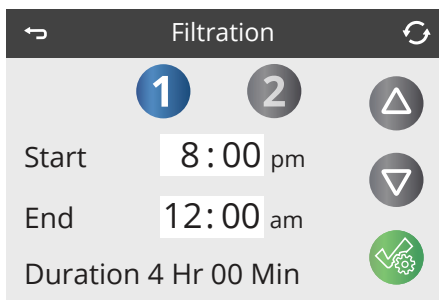 Filtration
1 2
Start 8:00 pm
End 12:00 am
Duration 4 Hr 00 Min